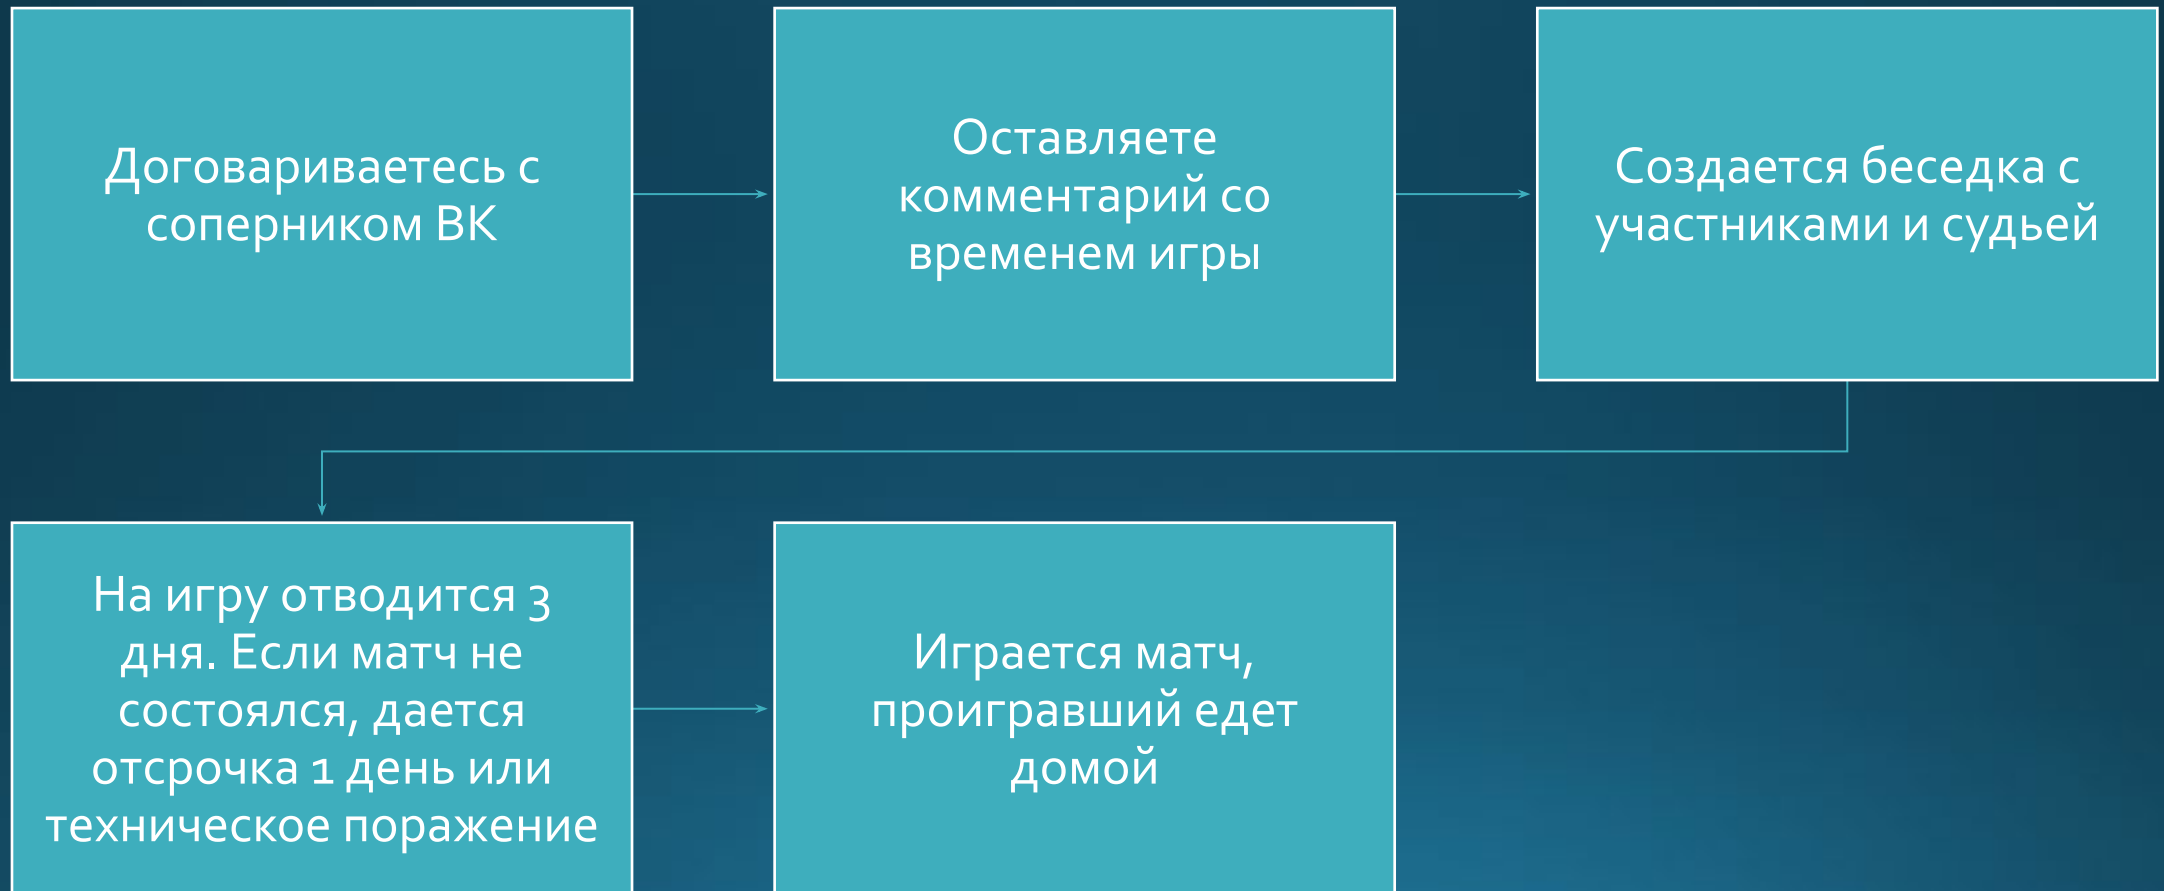 Договариваетесь с
соперником ВК
Оставляете
комментарий со
временем игры
Создается беседка с
участниками и судьей
На игру отводится 3
дня. Если матч не
состоялся, дается
отсрочка 1 день или
техническое поражение
Играется матч,
проигравший едет
домой